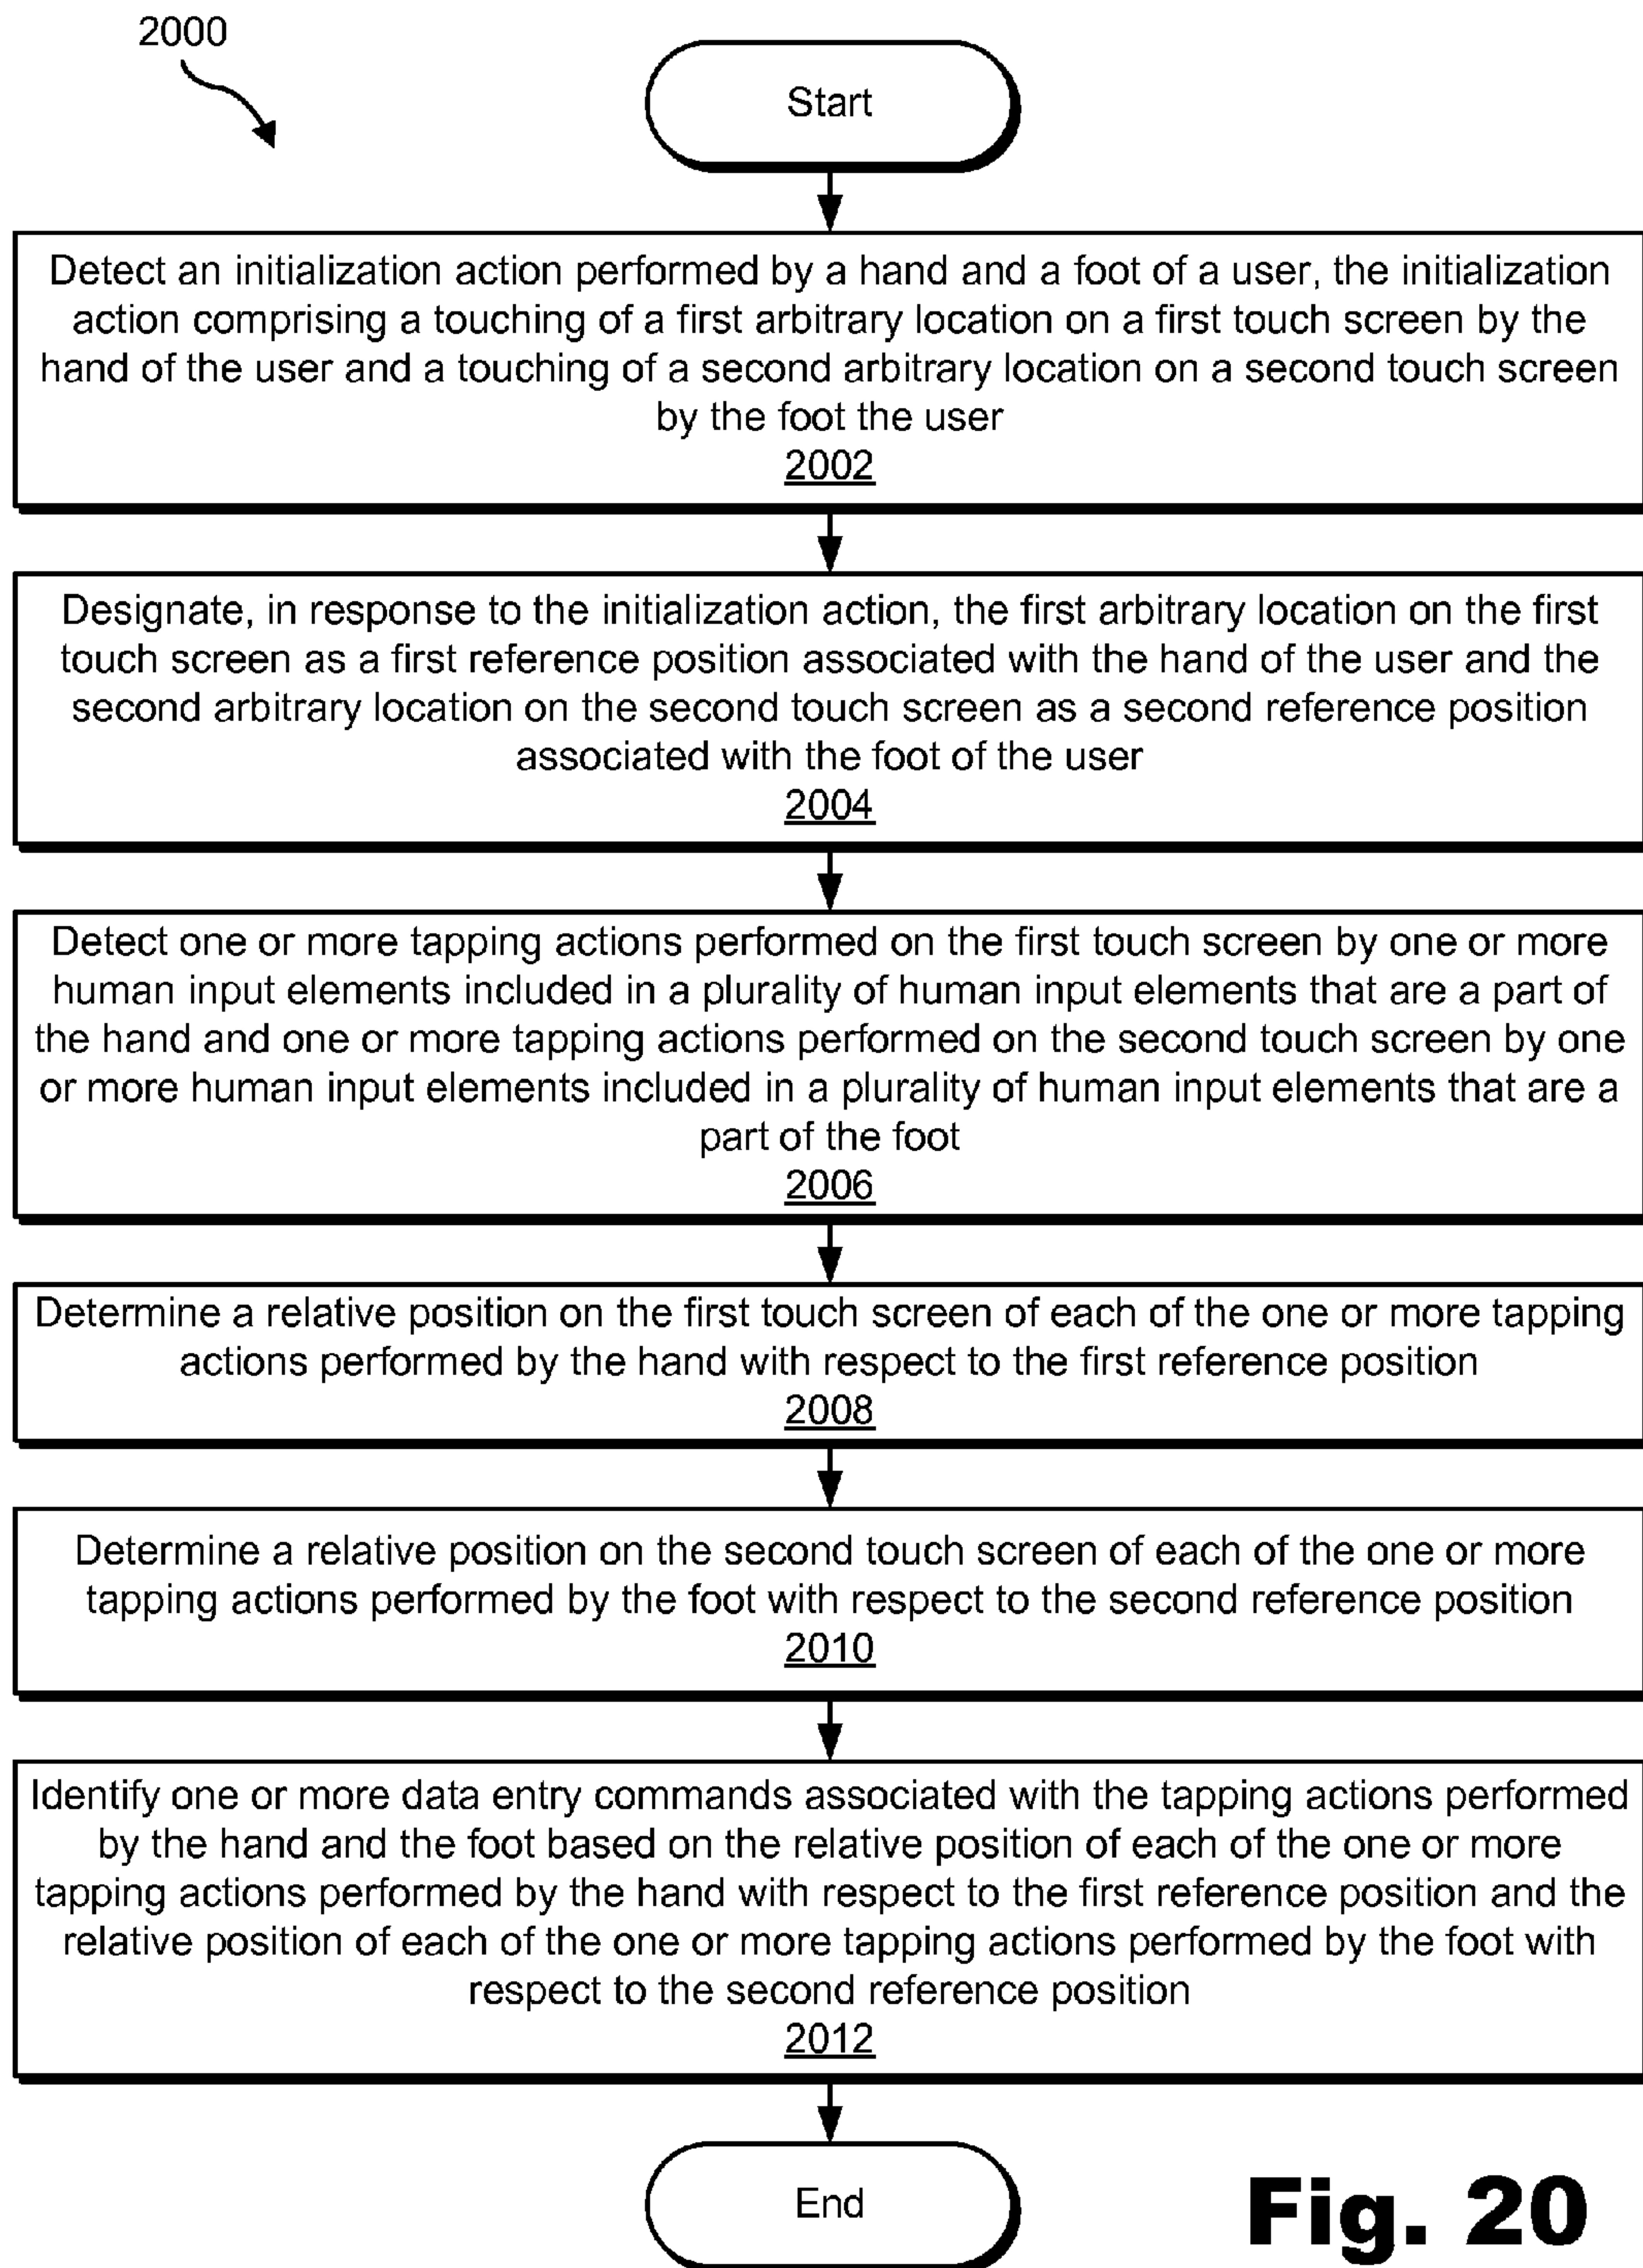 2000
Start
Detect an initialization action performed by a hand and a foot of a user, the initialization
action comprising a touching of a first arbitrary location on a first touch screen by the
hand of the user and a touching of a second arbitrary location on a second touch screen
by the foot the user
2002
Designate, in response to the initialization action, the first arbitrary location on the first
touch screen as a first reference position associated with the hand of the user and the
second arbitrary location on the second touch screen as a second reference position
associated with the foot of the user
2004
Detect one or more tapping actions performed on the first touch screen by one or more
human input elements included in a plurality of human input elements that are a part of
the hand and one or more tapping actions performed on the second touch screen by one
or more human input elements included in a plurality of human input elements that are a
part of the foot
2006
Determine a relative position on the first touch screen of each of the one or more tapping
actions performed by the hand with respect to the first reference position
2008
Determine a relative position on the second touch screen of each of the one or more
tapping actions performed by the foot with respect to the second reference position
2010
Identify one or more data entry commands associated with the tapping actions performed
by the hand and the foot based on the relative position of each of the one or more
tapping actions performed by the hand with respect to the first reference position and the
relative position of each of the one or more tapping actions performed by the foot with
respect to the second reference position
2012
End
Fig. 20